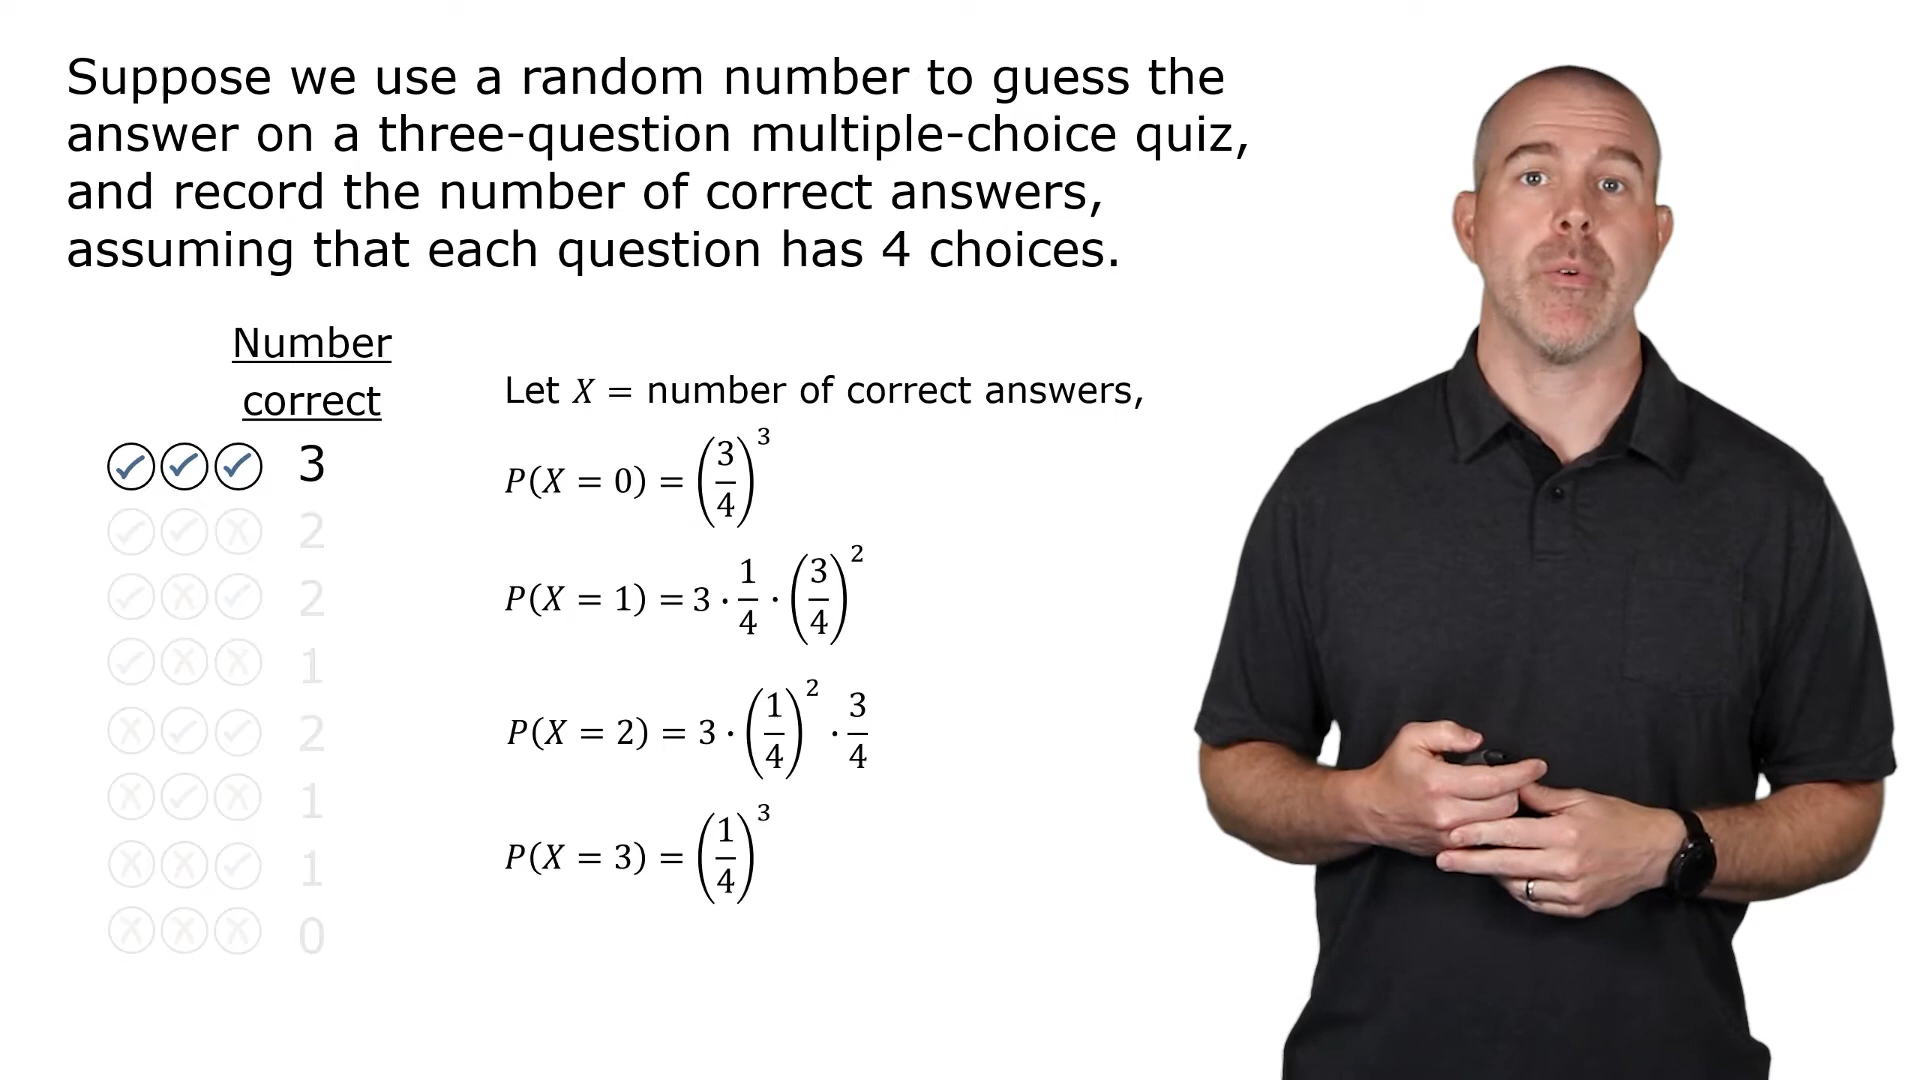 Suppose we use a random number to guess the
answer on a three-question multiple-choice quiz,
and record the number of correct answers,
assuming that each question has 4 choices.
Number
correct
✓ ✓ ✓ 3
✓ ✓ X 2
✓ X ✓ 2
✓ X X 1
X ✓ ✓ 2
X ✓ X 1
X X ✓ 1
X X X 0
Let X = number of correct answers,
P(X = 0) = (3/4)^3
P(X = 1) = 3 · 1/4 · (3/4)^2
P(X = 2) = 3 · (1/4)^2 · 3/4
P(X = 3) = (1/4)^3